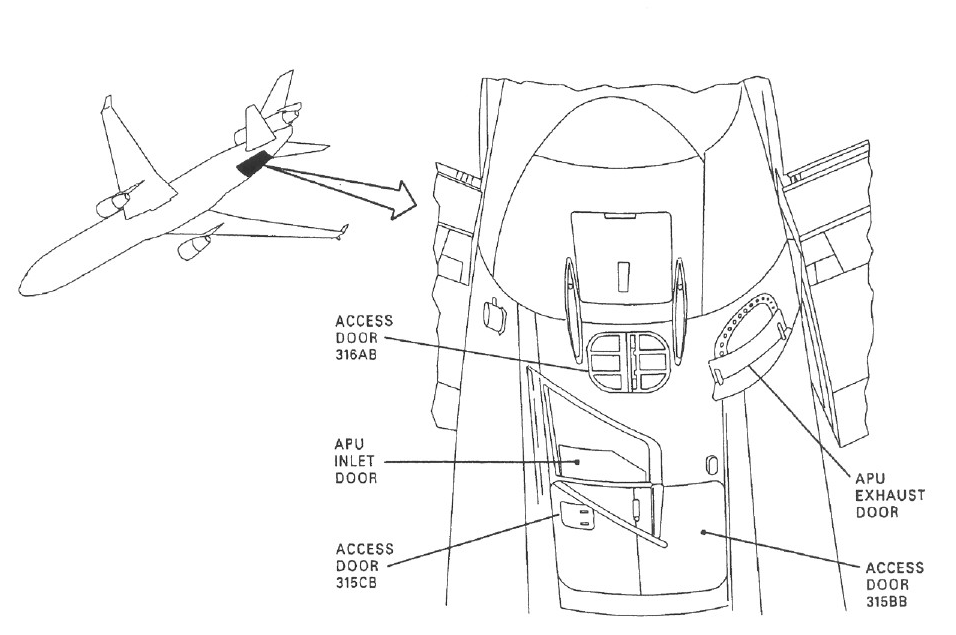 ACCESS
DOOR
316AB
APU
INLET
DOOR
ACCESS
DOOR
315CB
APU
EXHAUST
DOOR
ACCESS
DOOR
315BB